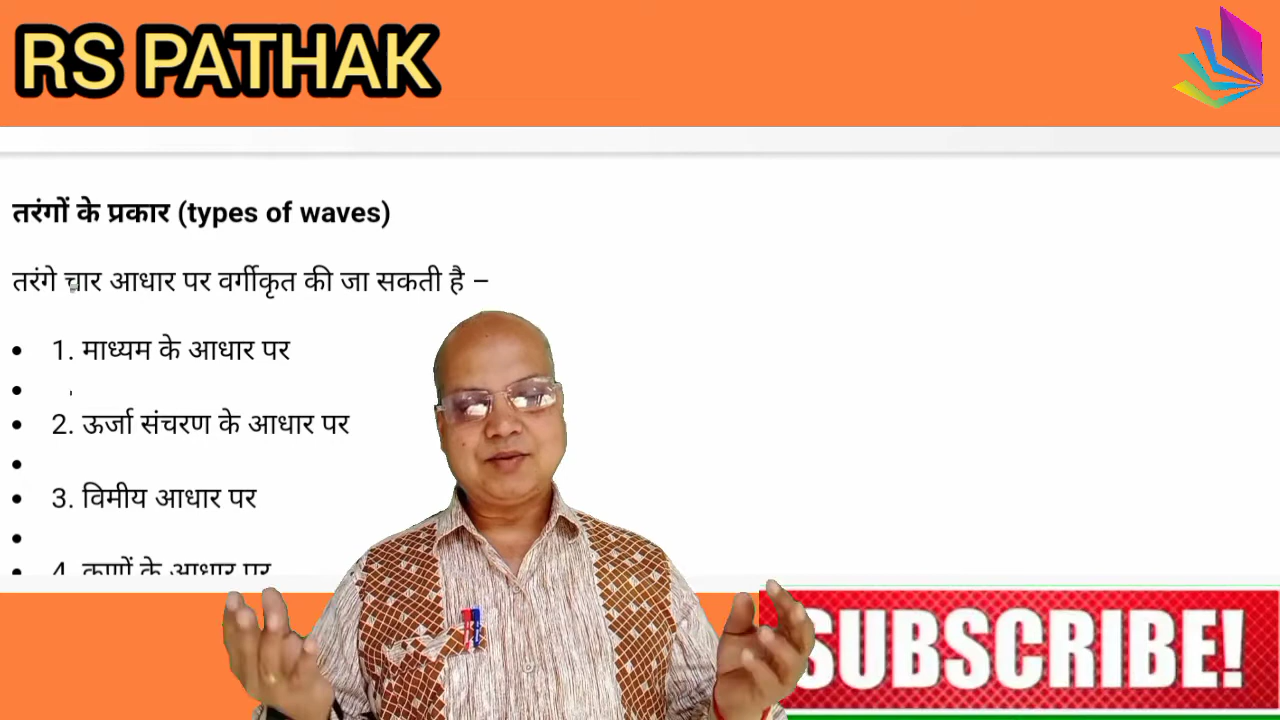 RS PATHAK
तरंगों के प्रकार (types of waves)
तरंगे चार आधार पर वर्गीकृत की जा सकती है –
• 1. माध्यम के आधार पर
•
• 2. ऊर्जा संचरण के आधार पर
•
• 3. विमीय आधार पर
•
• 4. कणों के आधार पर
SUBSCRIBE!